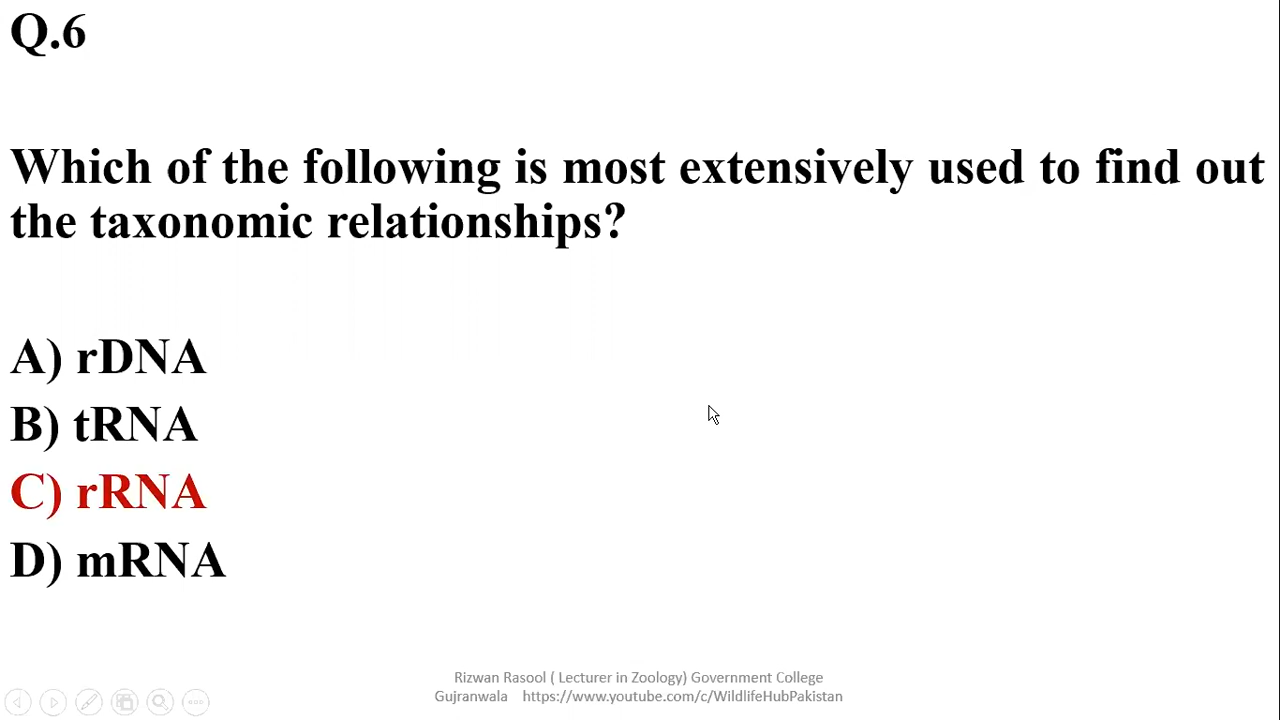 Q.6
Which of the following is most extensively used to find out
the taxonomic relationships?
A) rDNA
B) tRNA
C) rRNA
D) mRNA
Rizwan Rasool ( Lecturer in Zoology) Government College
Gujranwala https://www.youtube.com/c/WildlifeHubPakistan